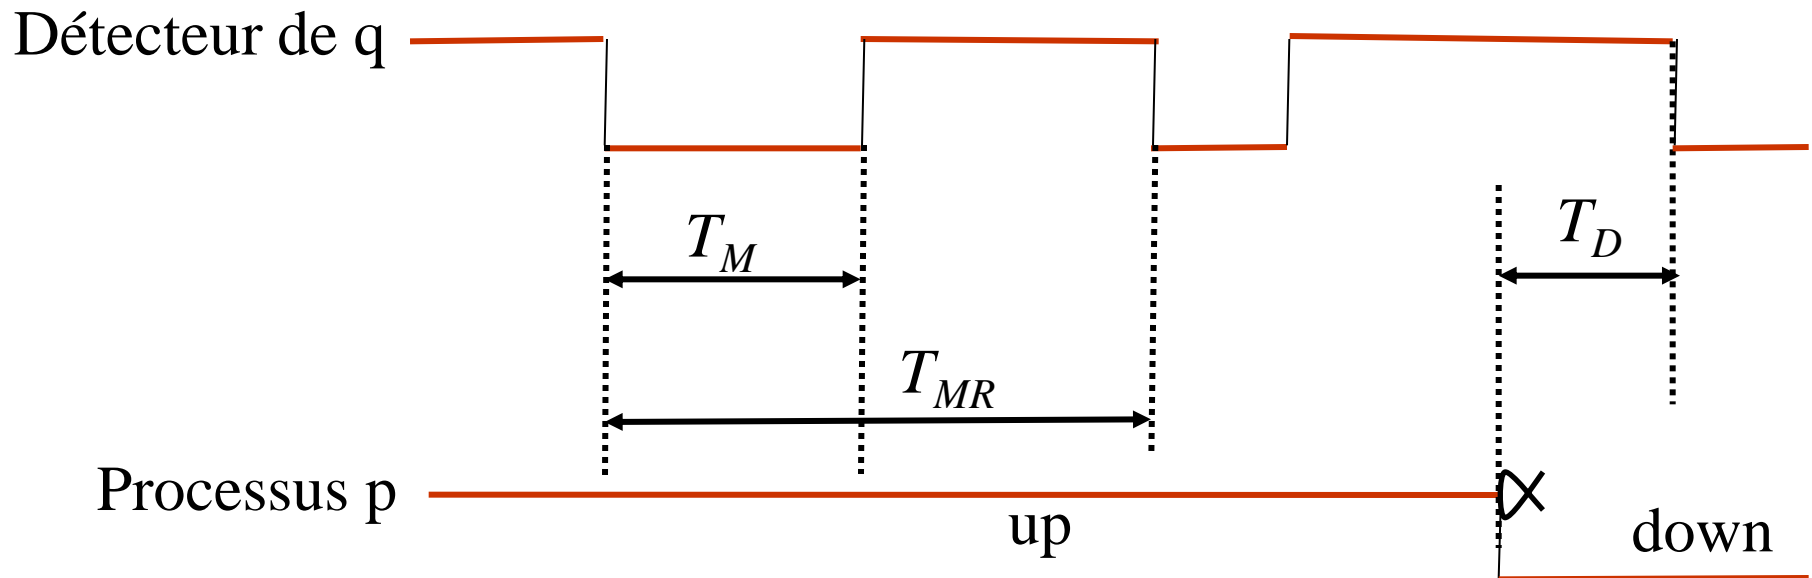 Détecteur de q
T_M
T_D
T_MR
Processus p
up
down